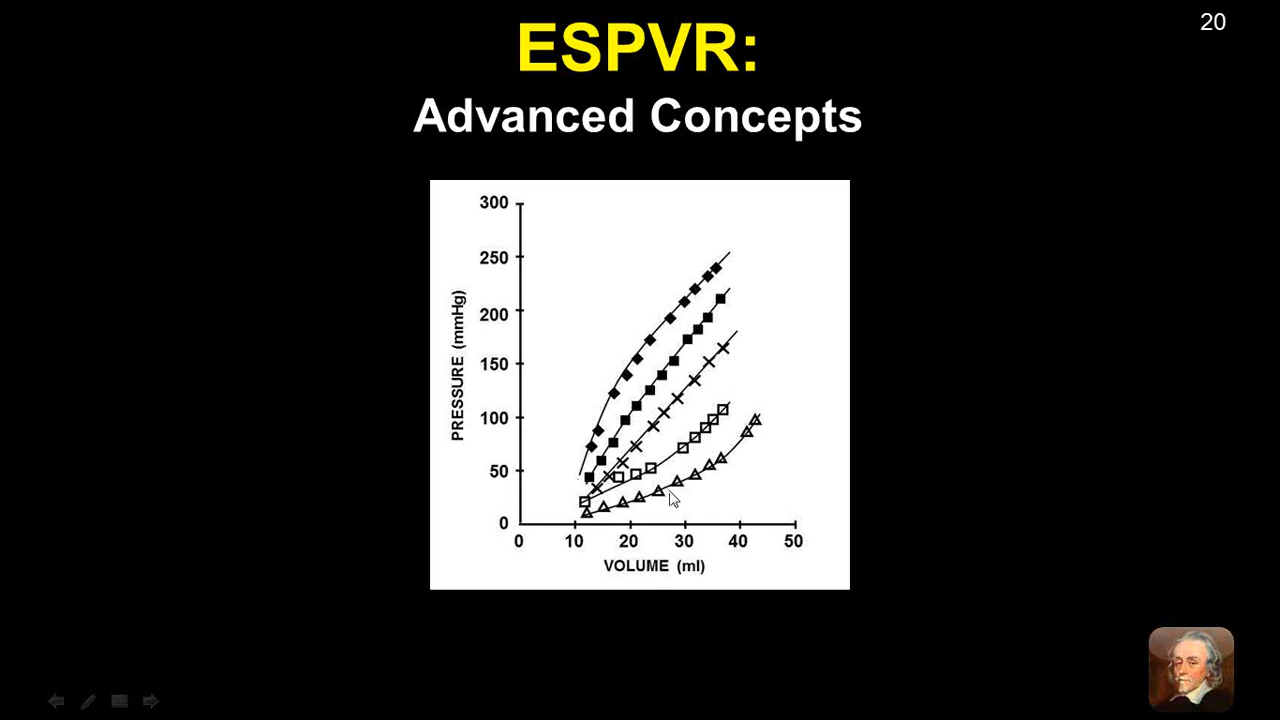 20
ESPVR:
Advanced Concepts
300
250
200
150
100
50
0
PRESSURE (mmHg)
0 10 20 30 40 50
VOLUME (ml)